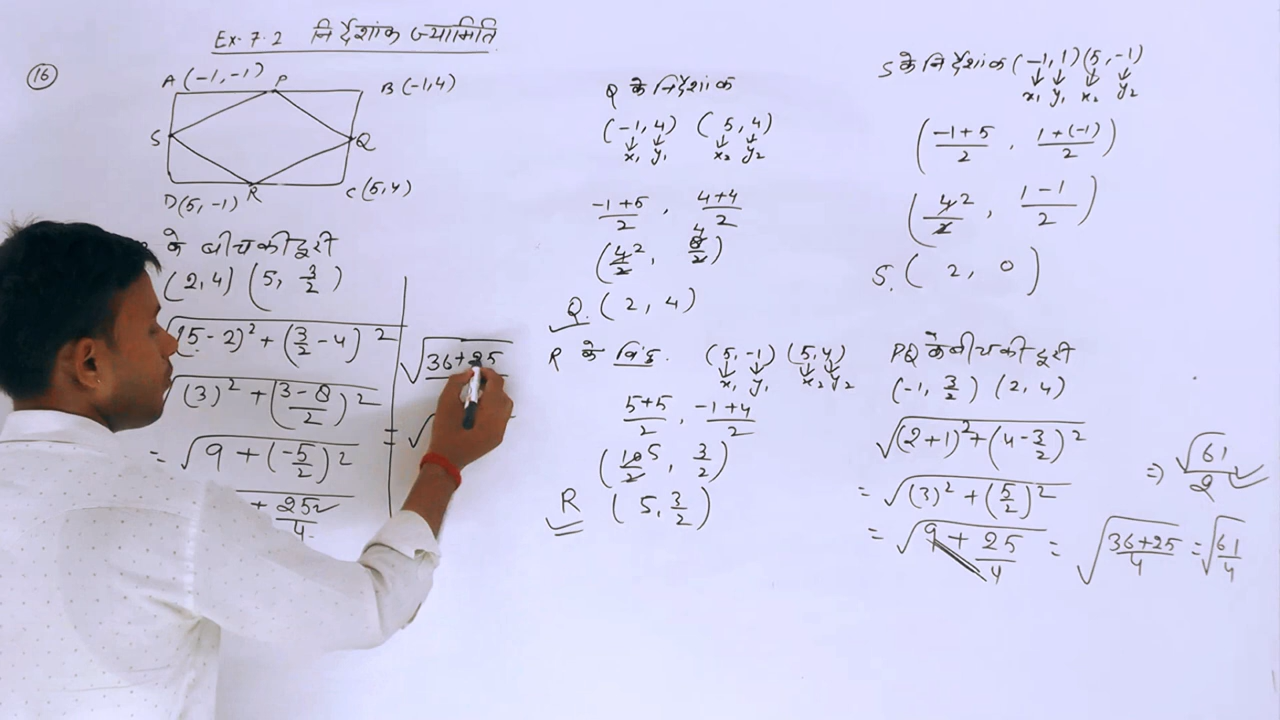 Ex-7.2 निर्देशांक ज्यामिति
(16)
A (-1, -1) P B (-1, 4)
S Q
D (5, -1) R C (5, 4)
के बीच की दूरी
(2, 4) (5, 3/2)
√(5-2)² + (3/2 - 4)²
√(3)² + (3-8/2)²
= √9 + (-5/2)²
+ 25/4
√36+25
= √
Q के निर्देशांक
(-1, 4) (5, 4)
x₁ y₁ x₂ y₂
-1+5/2 , 4+4/2
(4/2 2, 8/2 4)
Q. (2, 4)
R के बिंदु. (5, -1) (5, 4)
x₁ y₁ x₂ y₂
5+5/2 , -1+4/2
(10/2 5, 3/2)
R (5, 3/2)
S के निर्देशांक (-1, 1) (5, -1)
x₁ y₁ x₂ y₂
(-1+5/2 , 1+(-1)/2)
(4/2 2, 1-1/2)
S. (2, 0)
PQ के बीच की दूरी
(-1, 3/2) (2, 4)
√(2+1)² + (4-3/2)²
= √(3)² + (5/2)²
= √9 + 25/4 = √36+25/4 = √61/4
⇒ √61/2